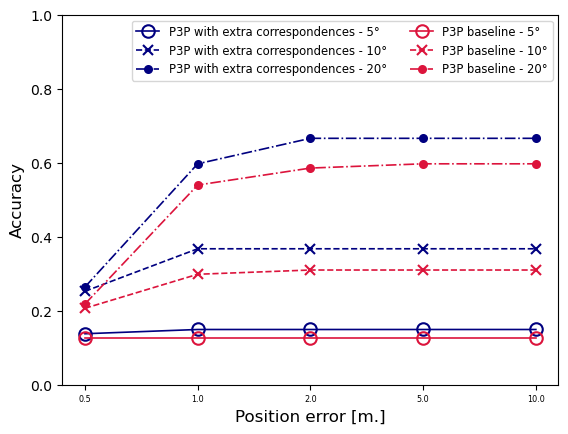 1.0
P3P with extra correspondences - 5°
P3P baseline - 5°
P3P with extra correspondences - 10°
P3P baseline - 10°
P3P with extra correspondences - 20°
P3P baseline - 20°
0.8
0.6
0.4
0.2
0.0
Accuracy
0.5
1.0
2.0
5.0
10.0
Position error [m.]